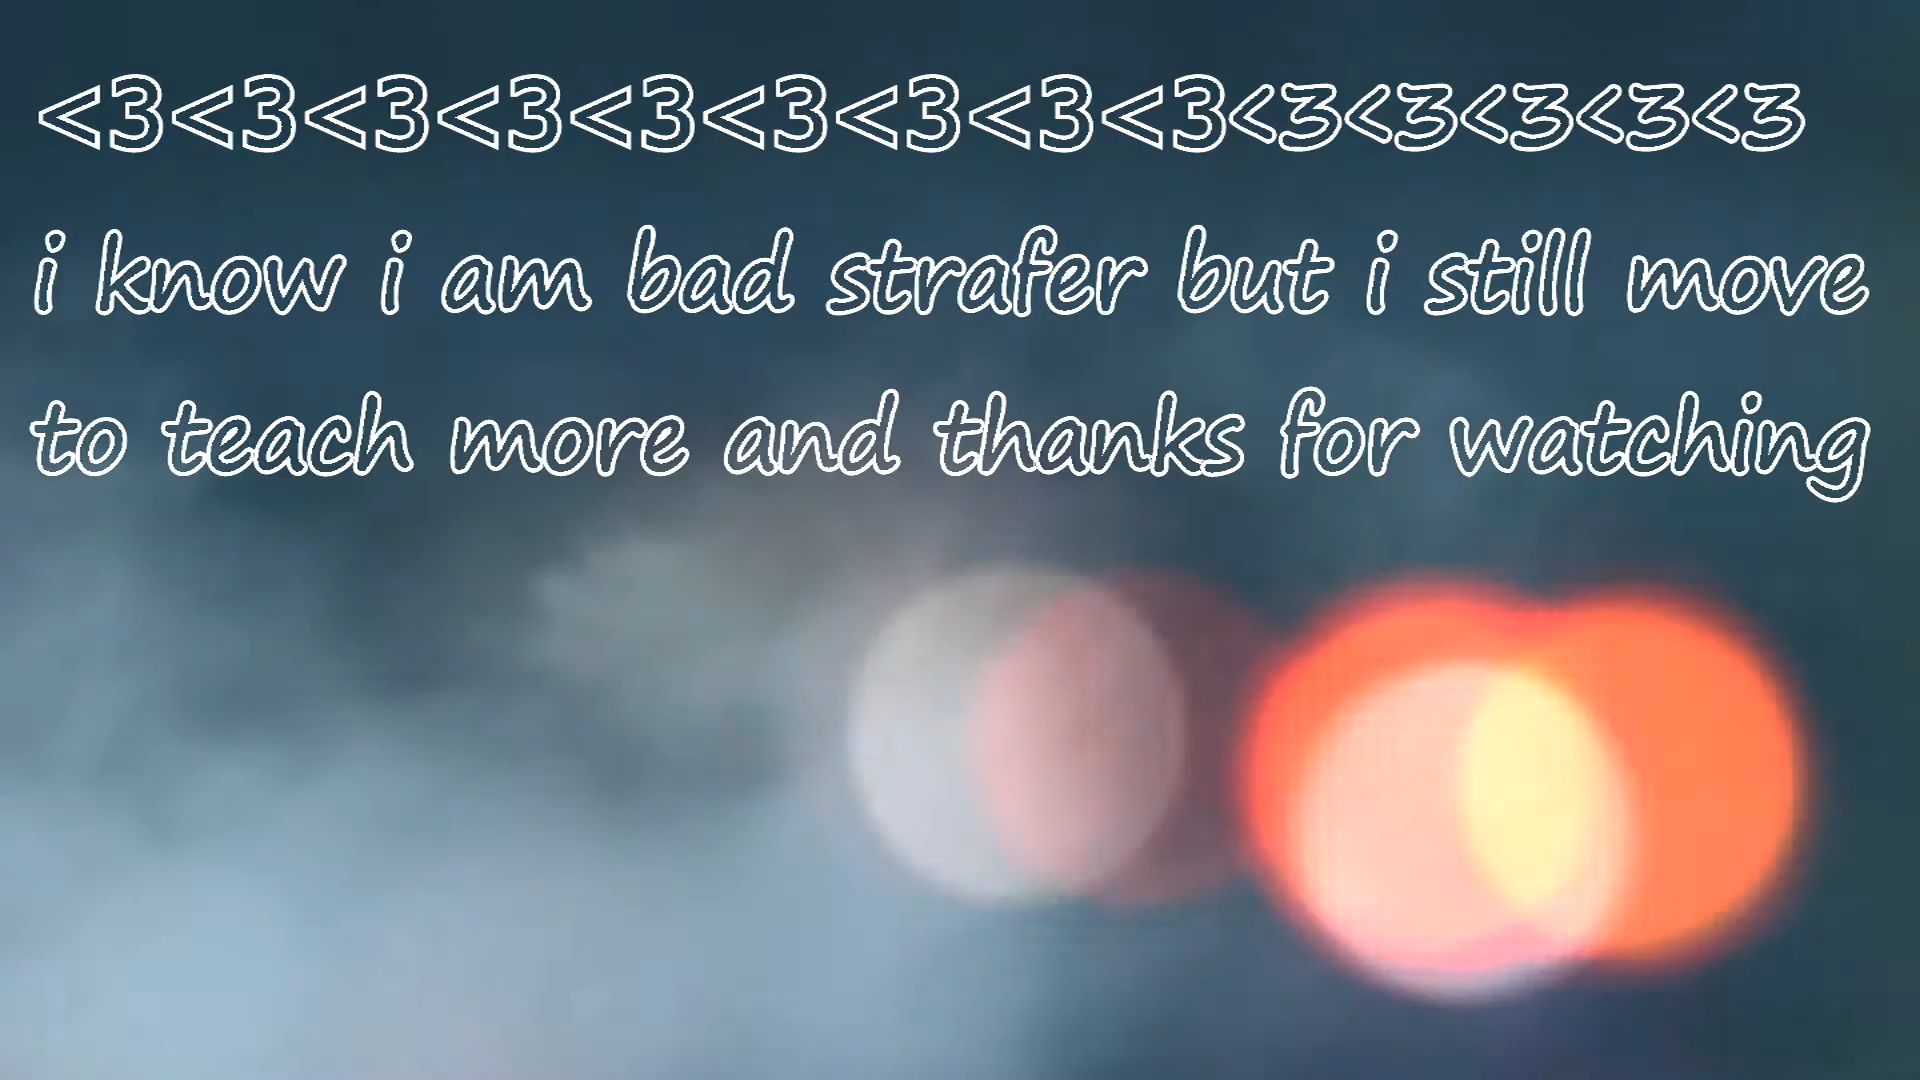 <3<3<3<3<3<3<3<3<3<3<3<3<3<3
i know i am bad strafer but i still move
to teach more and thanks for watching